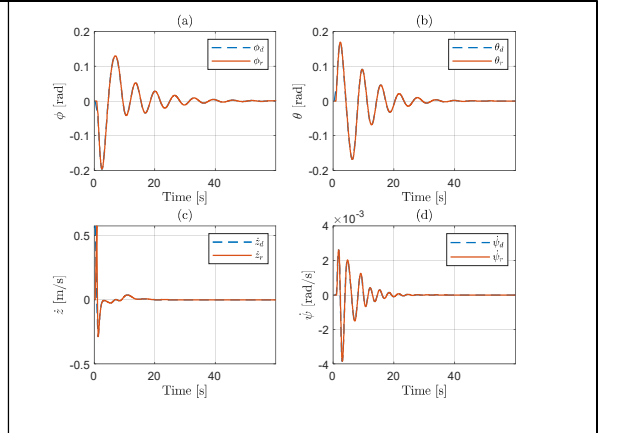 (a)
0.2
0.1
0
-0.1
-0.2
ϕ [rad]
ϕ_d
ϕ_r
0 20 40
Time [s]
(b)
0.2
0.1
0
-0.1
-0.2
θ [rad]
θ_d
θ_r
0 20 40
Time [s]
(c)
0.5
0
-0.5
ż [m/s]
ż_d
ż_r
0 20 40
Time [s]
(d)
×10⁻³
4
2
0
-2
-4
ψ̇ [rad/s]
ψ̇_d
ψ̇_r
0 20 40
Time [s]